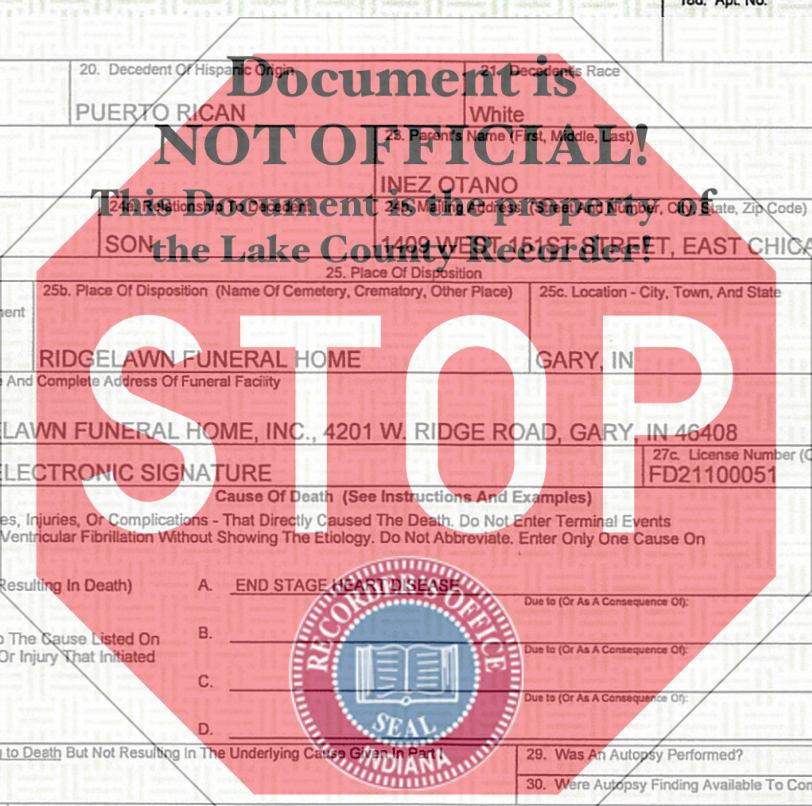 18d. Apt. No.
20. Decedent Of Hispanic Origin
21. Decedent's Race
PUERTO RICAN
White
Document is
NOT OFFICIAL!
23. Parent's Name (First, Middle, Last)
INEZ OTANO
This Document is the property of
the Lake County Recorder!
24a. Relationship To Decedent
24b. Mailing Address (Street And Number, City, State, Zip Code)
SON
1409 WEST 151ST STREET, EAST CHICA
25. Place Of Disposition
25b. Place Of Disposition (Name Of Cemetery, Crematory, Other Place)
25c. Location - City, Town, And State
ent
RIDGELAWN FUNERAL HOME
GARY, IN
STOP
And Complete Address Of Funeral Facility
LAWN FUNERAL HOME, INC., 4201 W. RIDGE ROAD, GARY, IN 46408
27c. License Number (O
LECTRONIC SIGNATURE
FD21100051
Cause Of Death (See Instructions And Examples)
es, Injuries, Or Complications - That Directly Caused The Death. Do Not Enter Terminal Events
Ventricular Fibrillation Without Showing The Etiology. Do Not Abbreviate. Enter Only One Cause On
Resulting In Death)
A. END STAGE HEART DISEASE
Due to (Or As A Consequence Of):
The Cause Listed On
Or Injury That Initiated
B.
Due to (Or As A Consequence Of):
C.
Due to (Or As A Consequence Of):
D.
RECORDER'S OFFICE
SEAL
INDIANA
to Death But Not Resulting In The Underlying Cause Given In Part I
29. Was An Autopsy Performed?
30. Were Autopsy Finding Available To Com